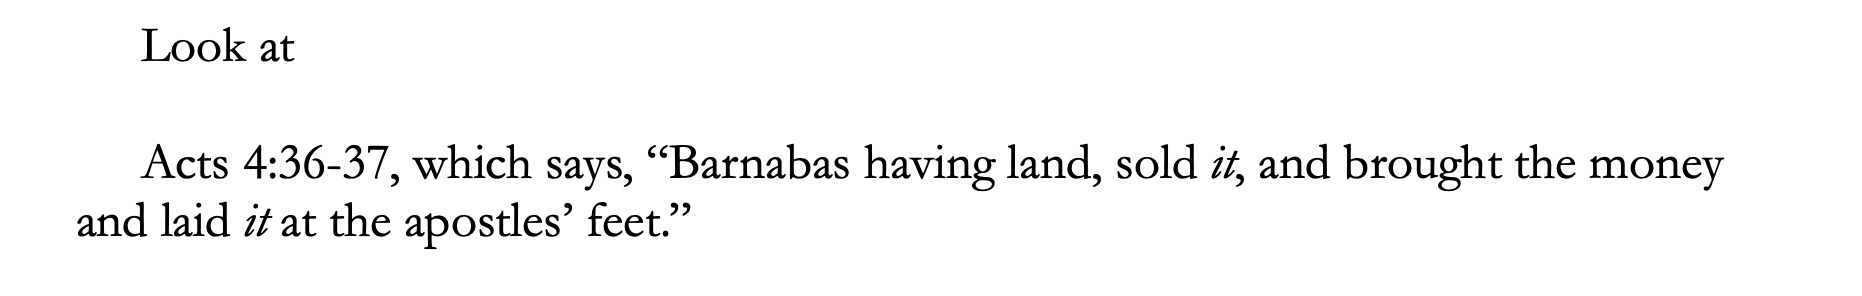 Look at
Acts 4:36-37, which says, “Barnabas having land, sold it, and brought the money
and laid it at the apostles’ feet.”